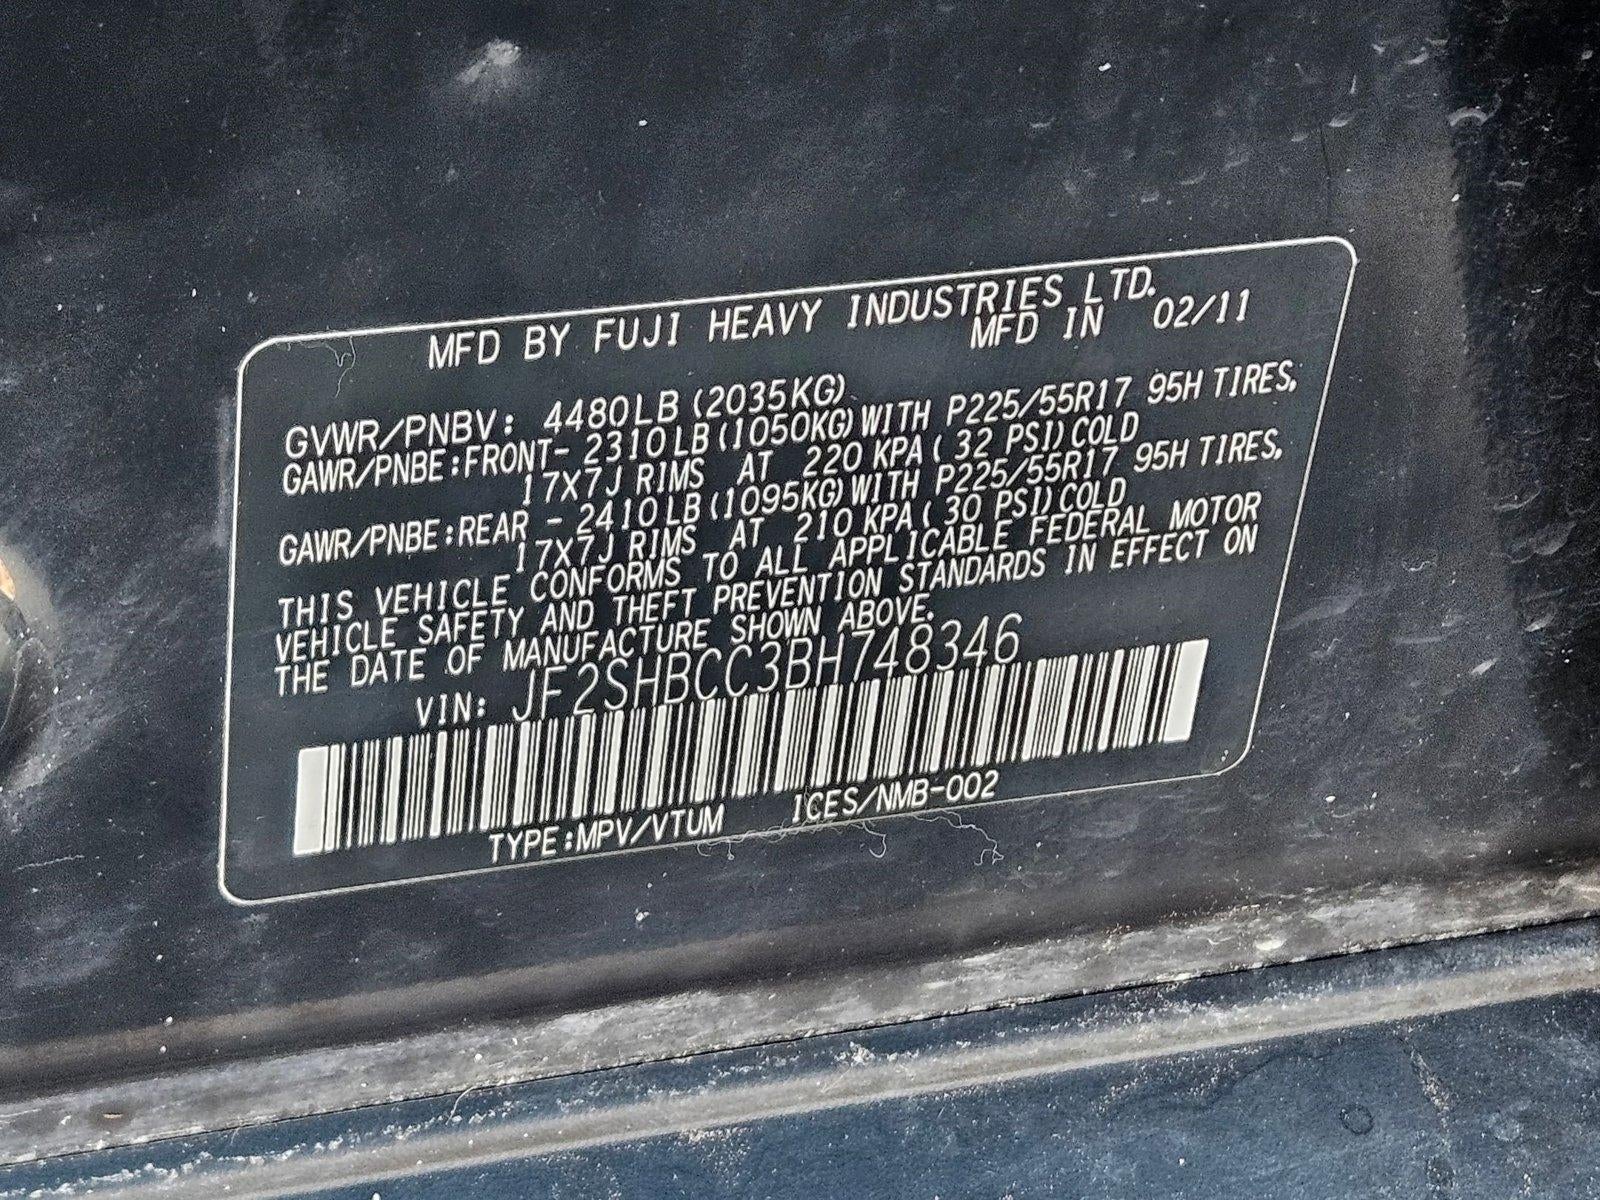 MFD BY FUJI HEAVY INDUSTRIES LTD.
MFD IN 02/11
GVWR/PNBV: 4480LB (2035KG)
GAWR/PNBE:FRONT- 2310LB (1050KG) WITH P225/55R17 95H TIRES,
17X7J RIMS AT 220 KPA ( 32 PSI) COLD
GAWR/PNBE:REAR - 2410LB (1095KG) WITH P225/55R17 95H TIRES,
17X7J RIMS AT 210 KPA ( 30 PSI) COLD
THIS VEHICLE CONFORMS TO ALL APPLICABLE FEDERAL MOTOR
VEHICLE SAFETY AND THEFT PREVENTION STANDARDS IN EFFECT ON
THE DATE OF MANUFACTURE SHOWN ABOVE.
VIN: JF2SHBCC3BH748346
TYPE:MPV/VTUM ICES/NMB-002